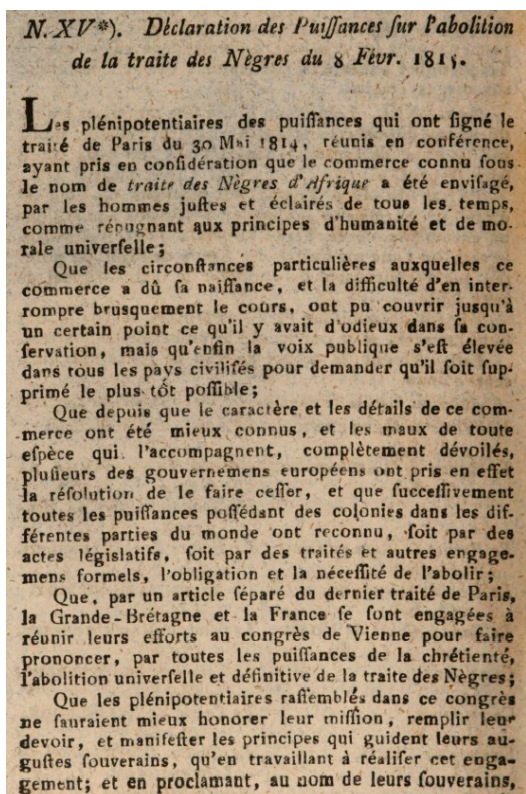 N. XV*). Déclaration des Puiſſances ſur l'abolition
de la traite des Nègres du 8 Févr. 1815.
Les plénipotentiaires des puiſſances qui ont ſigné le
traité de Paris du 30 Mai 1814, réunis en conférence,
ayant pris en conſidération que le commerce connu ſous
le nom de traite des Nègres d'Afrique a été enviſagé,
par les hommes juſtes et éclairés de tous les temps,
comme répugnant aux principes d'humanité et de mo-
rale univerſelle;
Que les circonſtances particulières auxquelles ce
commerce a dû ſa naiſſance, et la difficulté d'en inter-
rompre brusquement le cours, ont pu couvrir jusqu'à
un certain point ce qu'il y avait d'odieux dans ſa con-
ſervation, mais qu'enfin la voix publique s'eſt élevée
dans tous les pays civiliſés pour demander qu'il ſoit ſup-
primé le plus tôt poſſible;
Que depuis que le caractère et les détails de ce com-
merce ont été mieux connus, et les maux de toute
eſpèce qui l'accompagnent, complètement dévoilés,
pluſieurs des gouvernemens européens ont pris en effet
la réſolution de le faire ceſſer, et que ſucceſſivement
toutes les puiſſances poſſédant des colonies dans les dif-
férentes parties du monde ont reconnu, ſoit par des
actes législatifs, ſoit par des traités et autres engage-
mens formels, l'obligation et la néceſſité de l'abolir;
Que, par un article ſéparé du dernier traité de Paris,
la Grande-Brétagne et la France ſe ſont engagées à
réunir leurs efforts au congrès de Vienne pour faire
prononcer, par toutes les puiſſances de la chrétienté,
l'abolition univerſelle et définitive de la traite des Nègres;
Que les plénipotentiaires raſſemblés dans ce congrès
ne ſauraient mieux honorer leur miſſion, remplir leur
devoir, et manifeſter les principes qui guident leurs au-
guſtes ſouverains, qu'en travaillant à réaliſer cet enga-
gement; et en proclamant, au nom de leurs ſouverains,